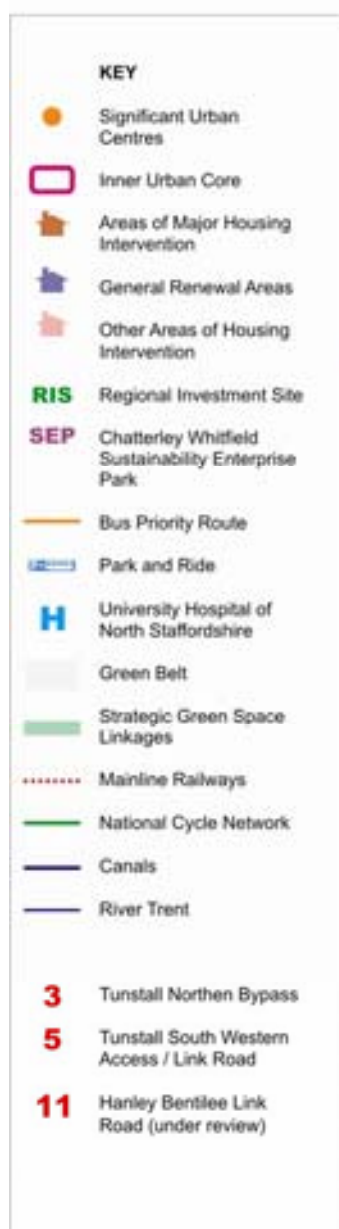 KEY
Significant Urban
Centres
Inner Urban Core
Areas of Major Housing
Intervention
General Renewal Areas
Other Areas of Housing
Intervention
RIS Regional Investment Site
SEP Chatterley Whitfield
Sustainability Enterprise
Park
Bus Priority Route
Park and Ride
H University Hospital of
North Staffordshire
Green Belt
Strategic Green Space
Linkages
Mainline Railways
National Cycle Network
Canals
River Trent
3 Tunstall Northen Bypass
5 Tunstall South Western
Access / Link Road
11 Hanley Bentilee Link
Road (under review)